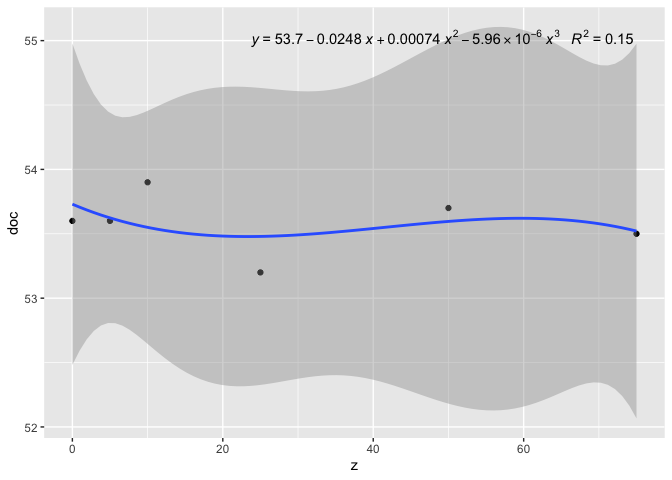 y = 53.7 – 0.0248 x + 0.00074 x² – 5.96 × 10⁻⁶ x³ R² = 0.15
55
54
53
52
doc
0 20 40 60
z